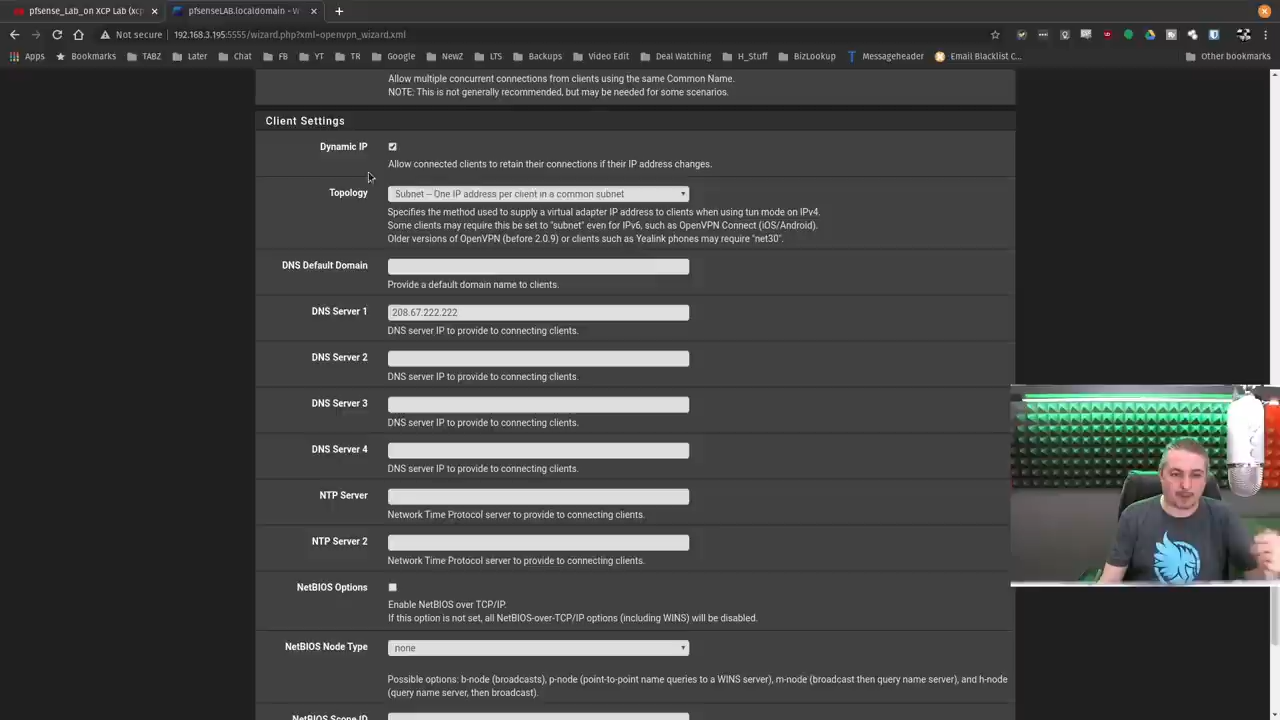 pfsense_Lab_on XCP Lab (xcp
pfsenseLAB.localdomain - W
Not secure
192.168.3.195:5555/wizard.php?xml=openvpn_wizard.xml
Apps Bookmarks TABZ Later Chat FB YT TR Google NewZ LTS Backups Video Edit Deal Watching H_Stuff BizLookup Messageheader Email Blacklist C... Other bookmarks
Allow multiple concurrent connections from clients using the same Common Name.
NOTE: This is not generally recommended, but may be needed for some scenarios.
Client Settings
Dynamic IP
Allow connected clients to retain their connections if their IP address changes.
Topology
Subnet -- One IP address per client in a common subnet
Specifies the method used to supply a virtual adapter IP address to clients when using tun mode on IPv4.
Some clients may require this be set to "subnet" even for IPv6, such as OpenVPN Connect (iOS/Android).
Older versions of OpenVPN (before 2.0.9) or clients such as Yealink phones may require "net30".
DNS Default Domain
Provide a default domain name to clients.
DNS Server 1
208.67.222.222
DNS server IP to provide to connecting clients.
DNS Server 2
DNS server IP to provide to connecting clients.
DNS Server 3
DNS server IP to provide to connecting clients.
DNS Server 4
DNS server IP to provide to connecting clients.
NTP Server
Network Time Protocol server to provide to connecting clients.
NTP Server 2
Network Time Protocol server to provide to connecting clients.
NetBIOS Options
Enable NetBIOS over TCP/IP.
If this option is not set, all NetBIOS-over-TCP/IP options (including WINS) will be disabled.
NetBIOS Node Type
none
Possible options: b-node (broadcasts), p-node (point-to-point name queries to a WINS server), m-node (broadcast then query name server), and h-node
(query name server, then broadcast).
NetBIOS Scope ID